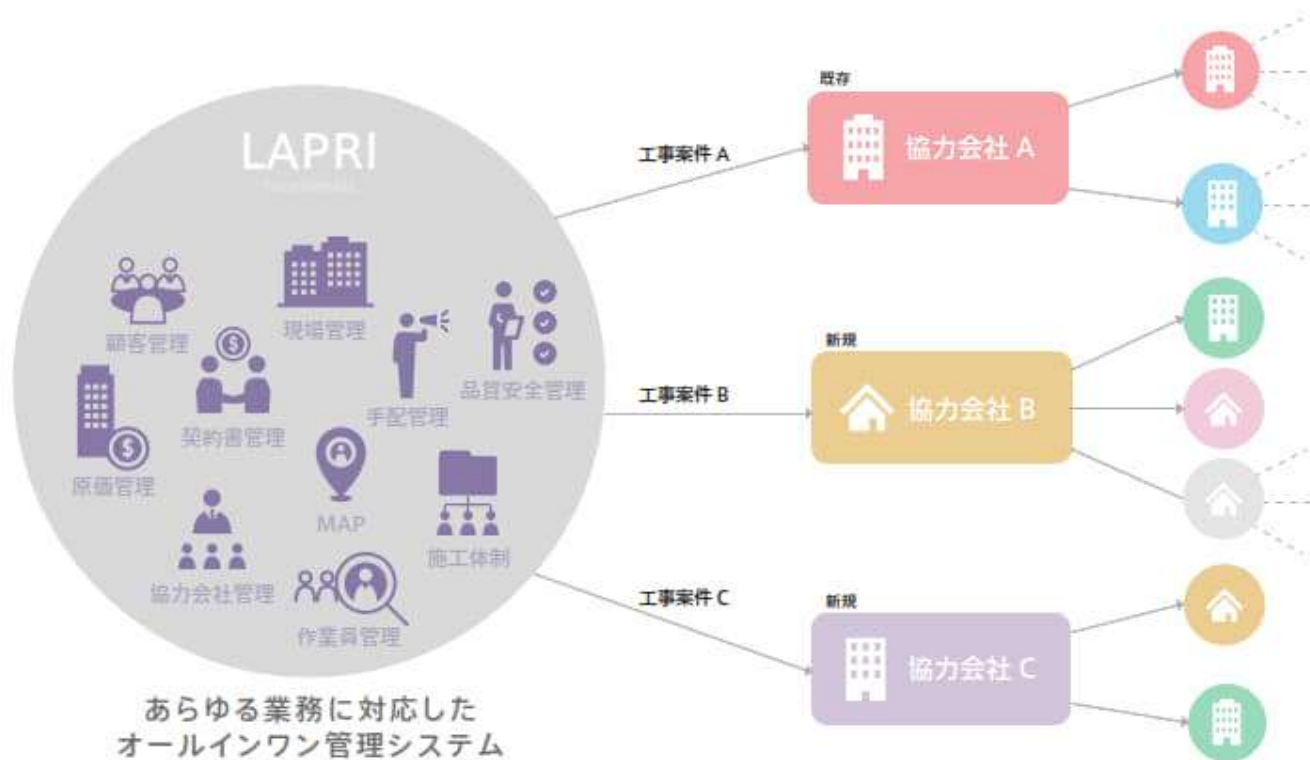 LAPRI
顧客管理
現場管理
品質安全管理
手配管理
契約書管理
原価管理
MAP
施工体制
協力会社管理
作業員管理
あらゆる業務に対応した
オールインワン管理システム
工事案件 A
既存
協力会社 A
工事案件 B
新規
協力会社 B
工事案件 C
新規
協力会社 C